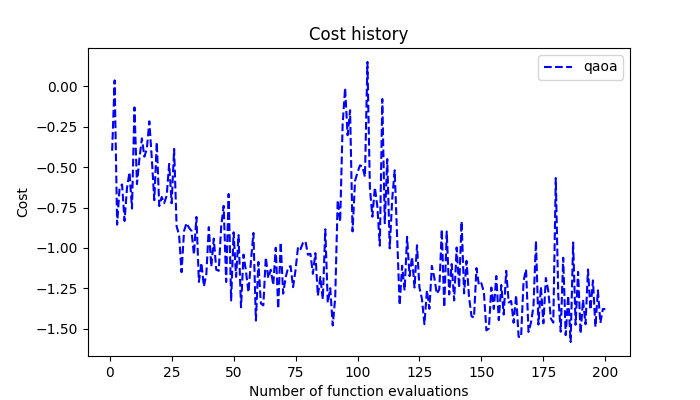 Cost history
qaoa
Cost
0.00
−0.25
−0.50
−0.75
−1.00
−1.25
−1.50
0 25 50 75 100 125 150 175 200
Number of function evaluations